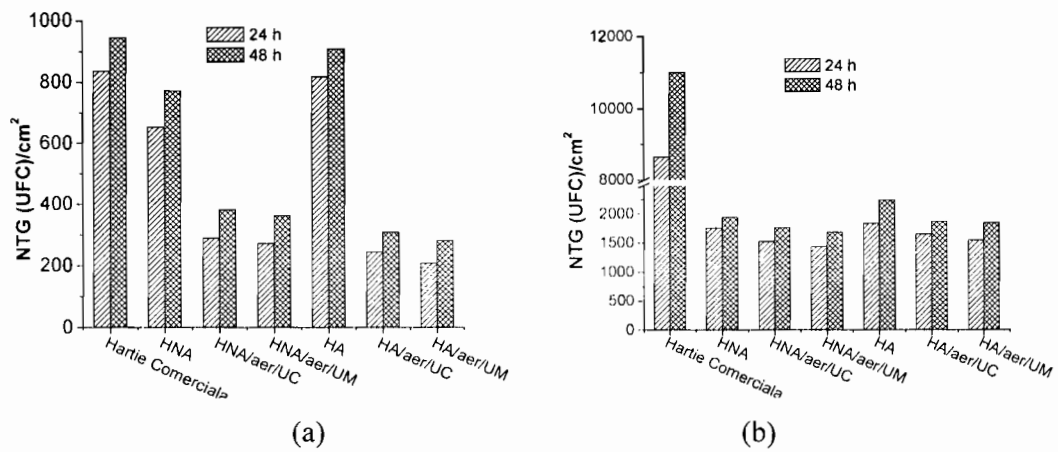 1000
800
600
400
200
0
NTG (UFC)/cm²
24 h
48 h
Hartie Comerciala
HNA
HNA/aer/UC
HNA/aer/UM
HA
HA/aer/UC
HA/aer/UM
(a)
12000
10000
8000
2000
1500
1000
500
0
NTG (UFC)/cm²
24 h
48 h
Hartie Comerciala
HNA
HNA/aer/UC
HNA/aer/UM
HA
HA/aer/UC
HA/aer/UM
(b)